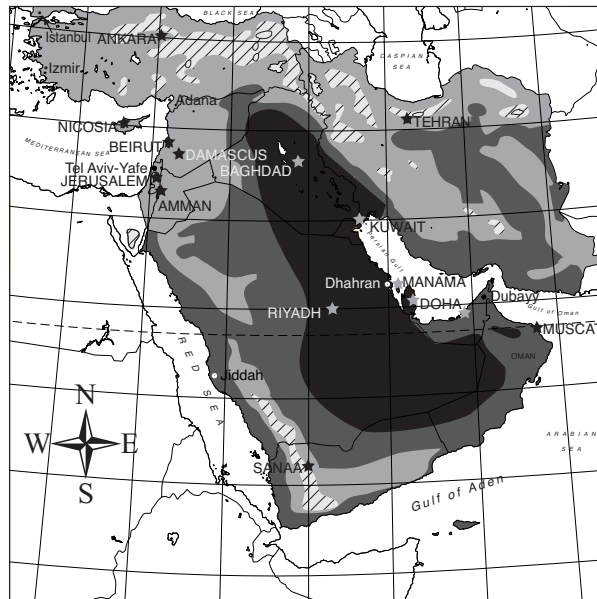 BLACK SEA
Istanbul
ANKARA
Izmir
CASPIAN
SEA
Adana
TEHRAN
NICOSIA
MEDITERRANEAN SEA
BEIRUT
DAMASCUS
BAGHDAD
Tel Aviv-Yafe
JERUSALEM
AMMAN
KUWAIT
Persian Gulf
Dhahran
MANAMA
DOHA
Dubayy
RIYADH
Gulf of Oman
MUSCA
OMAN
RED SEA
Jiddah
N
W
E
S
ARABIAN
SEA
SANAA
Gulf of Aden